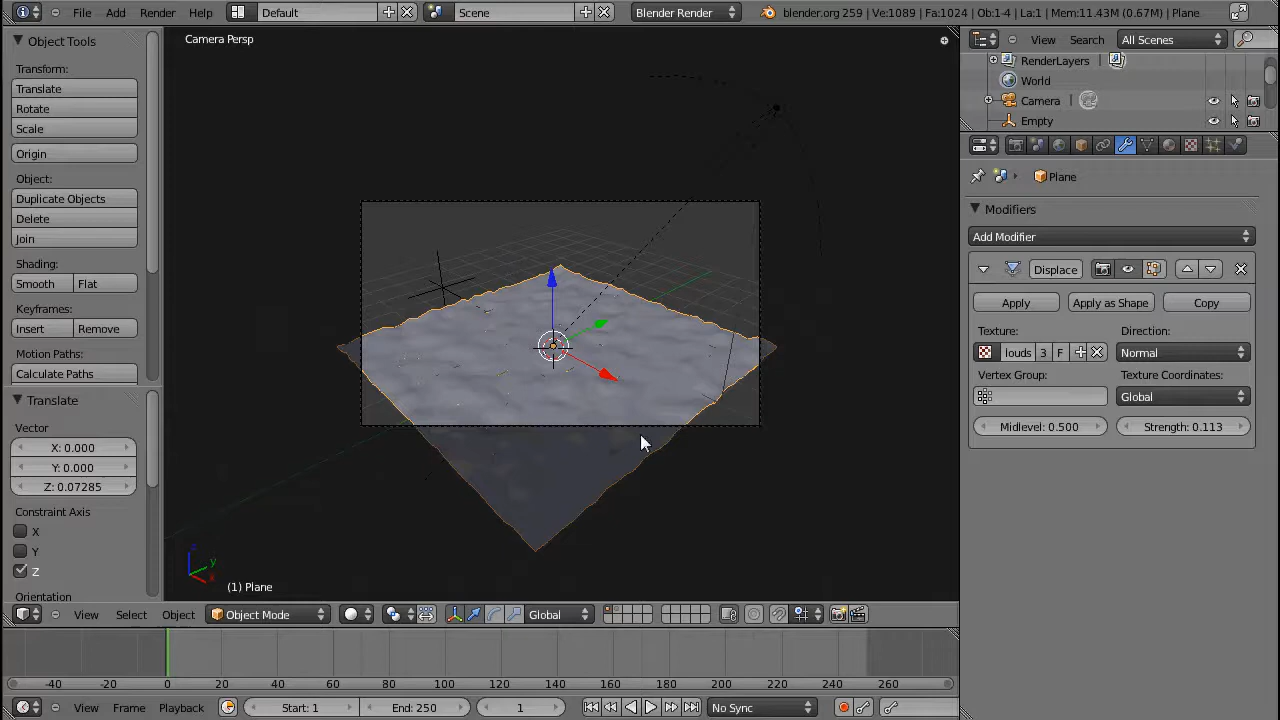 File Add Render Help Default Scene Blender Render blender.org 259 | Ve:1089 | Fa:1024 | Ob:1-4 | La:1 | Mem:11.43M (0.67M) | Plane
Object Tools
Transform:
Translate
Rotate
Scale
Origin
Object:
Duplicate Objects
Delete
Join
Shading:
Smooth Flat
Keyframes:
Insert Remove
Motion Paths:
Calculate Paths
Translate
Vector
X: 0.000
Y: 0.000
Z: 0.07285
Constraint Axis
X
Y
Z
Orientation
Camera Persp
z
y
x
(1) Plane
View Select Object Object Mode Global
-40 -20 0 20 40 60 80 100 120 140 160 180 200 220 240 260
View Frame Playback Start: 1 End: 250 1 No Sync
View Search All Scenes
RenderLayers |
World
Camera |
Empty
Plane
Modifiers
Add Modifier
Displace
Apply Apply as Shape Copy
Texture: Direction:
louds 3 F Normal
Vertex Group: Texture Coordinates:
Global
Midlevel: 0.500 Strength: 0.113